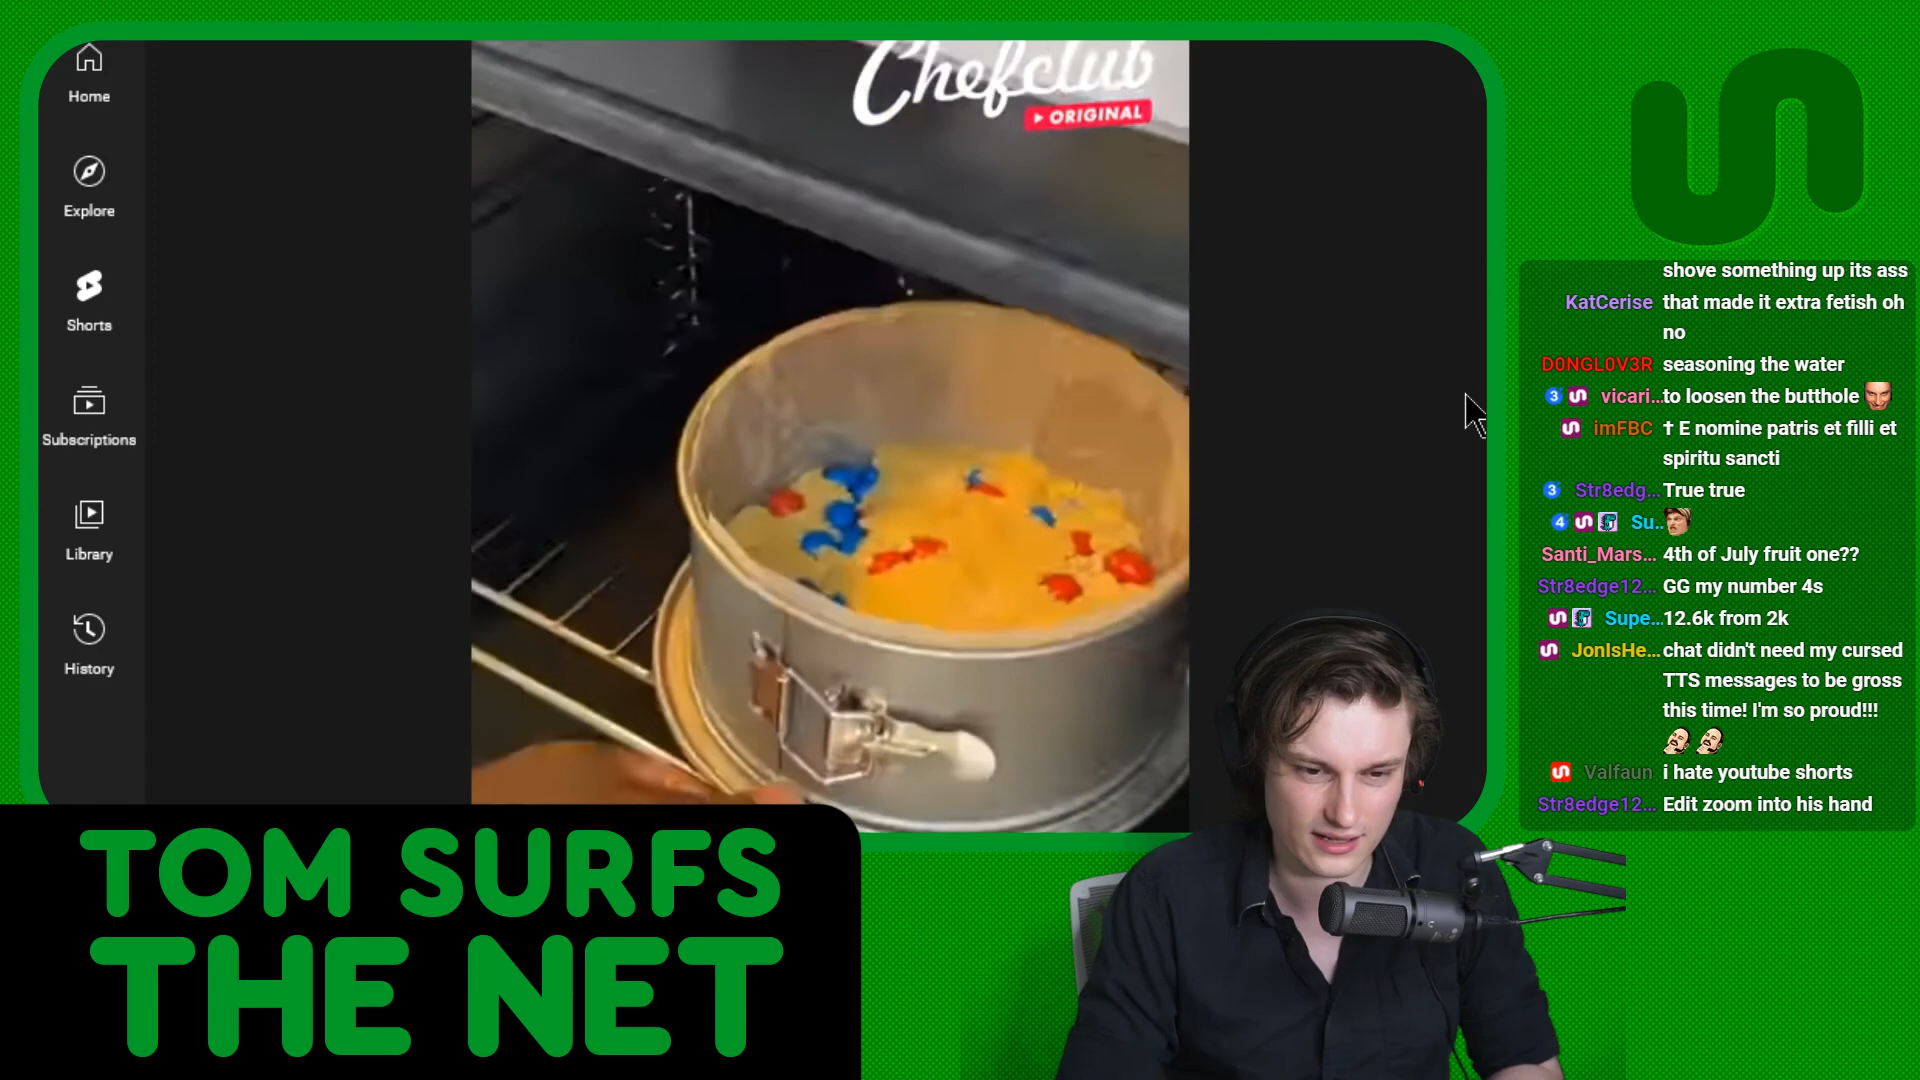 Home
Explore
Shorts
Subscriptions
Library
History
Chefclub
ORIGINAL
TOM SURFS
THE NET
shove something up its ass
KatCerise that made it extra fetish oh
no
D0NGL0V3R seasoning the water
3 vicari... to loosen the butthole
imFBC † E nomine patris et filli et
spiritu sancti
3 Str8edg... True true
4 Su..
Santi_Mars... 4th of July fruit one??
Str8edge12... GG my number 4s
Supe... 12.6k from 2k
JonIsHe... chat didn't need my cursed
TTS messages to be gross
this time! I'm so proud!!!
Valfaun i hate youtube shorts
Str8edge12... Edit zoom into his hand